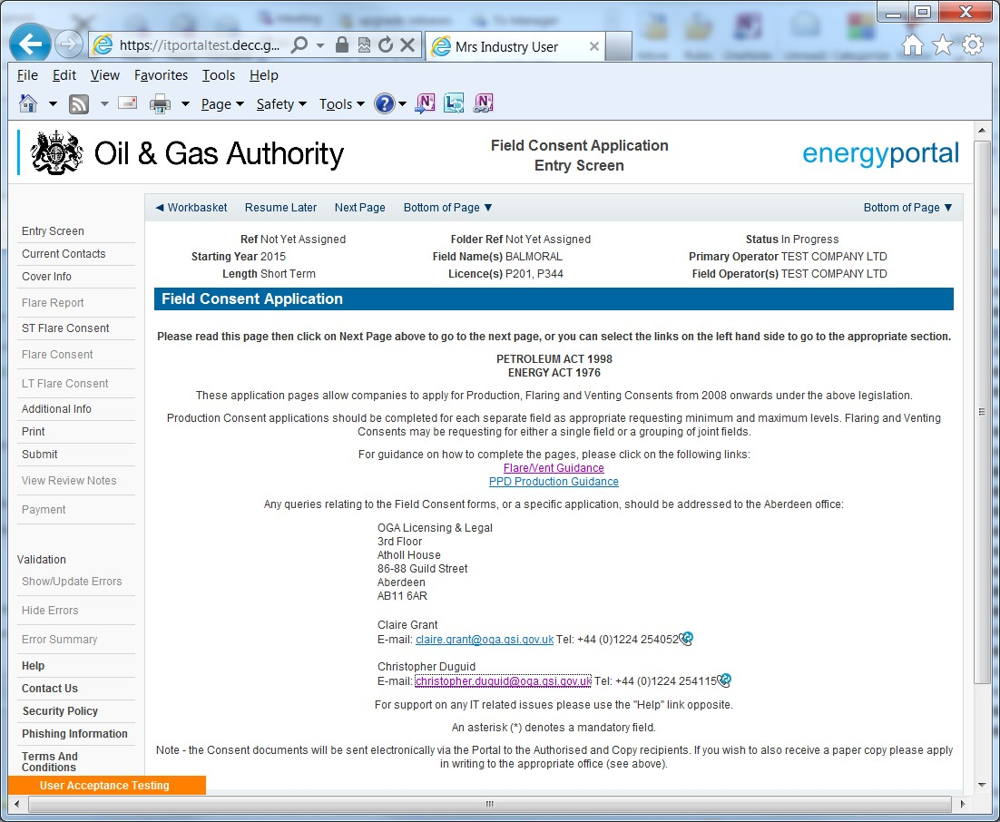 https://itportaltest.decc.g...
Mrs Industry User
File Edit View Favorites Tools Help
Page Safety Tools
Oil & Gas Authority
Field Consent Application
Entry Screen
energyportal
◄ Workbasket Resume Later Next Page Bottom of Page ▼ Bottom of Page ▼
Ref Not Yet Assigned Folder Ref Not Yet Assigned Status In Progress
Starting Year 2015 Field Name(s) BALMORAL Primary Operator TEST COMPANY LTD
Length Short Term Licence(s) P201, P344 Field Operator(s) TEST COMPANY LTD
Entry Screen
Current Contacts
Cover Info
Flare Report
ST Flare Consent
Flare Consent
LT Flare Consent
Additional Info
Print
Submit
View Review Notes
Payment
Validation
Show/Update Errors
Hide Errors
Error Summary
Help
Contact Us
Security Policy
Phishing Information
Terms And
Conditions
User Acceptance Testing
Field Consent Application
Please read this page then click on Next Page above to go to the next page, or you can select the links on the left hand side to go to the appropriate section.
PETROLEUM ACT 1998
ENERGY ACT 1976
These application pages allow companies to apply for Production, Flaring and Venting Consents from 2008 onwards under the above legislation.
Production Consent applications should be completed for each separate field as appropriate requesting minimum and maximum levels. Flaring and Venting
Consents may be requesting for either a single field or a grouping of joint fields.
For guidance on how to complete the pages, please click on the following links:
Flare/Vent Guidance
PPD Production Guidance
Any queries relating to the Field Consent forms, or a specific application, should be addressed to the Aberdeen office:
OGA Licensing & Legal
3rd Floor
Atholl House
86-88 Guild Street
Aberdeen
AB11 6AR
Claire Grant
E-mail: claire.grant@oga.gsi.gov.uk Tel: +44 (0)1224 254052
Christopher Duguid
E-mail: christopher.duguid@oga.gsi.gov.uk Tel: +44 (0)1224 254115
For support on any IT related issues please use the "Help" link opposite.
An asterisk (*) denotes a mandatory field.
Note - the Consent documents will be sent electronically via the Portal to the Authorised and Copy recipients. If you wish to also receive a paper copy please apply
in writing to the appropriate office (see above).